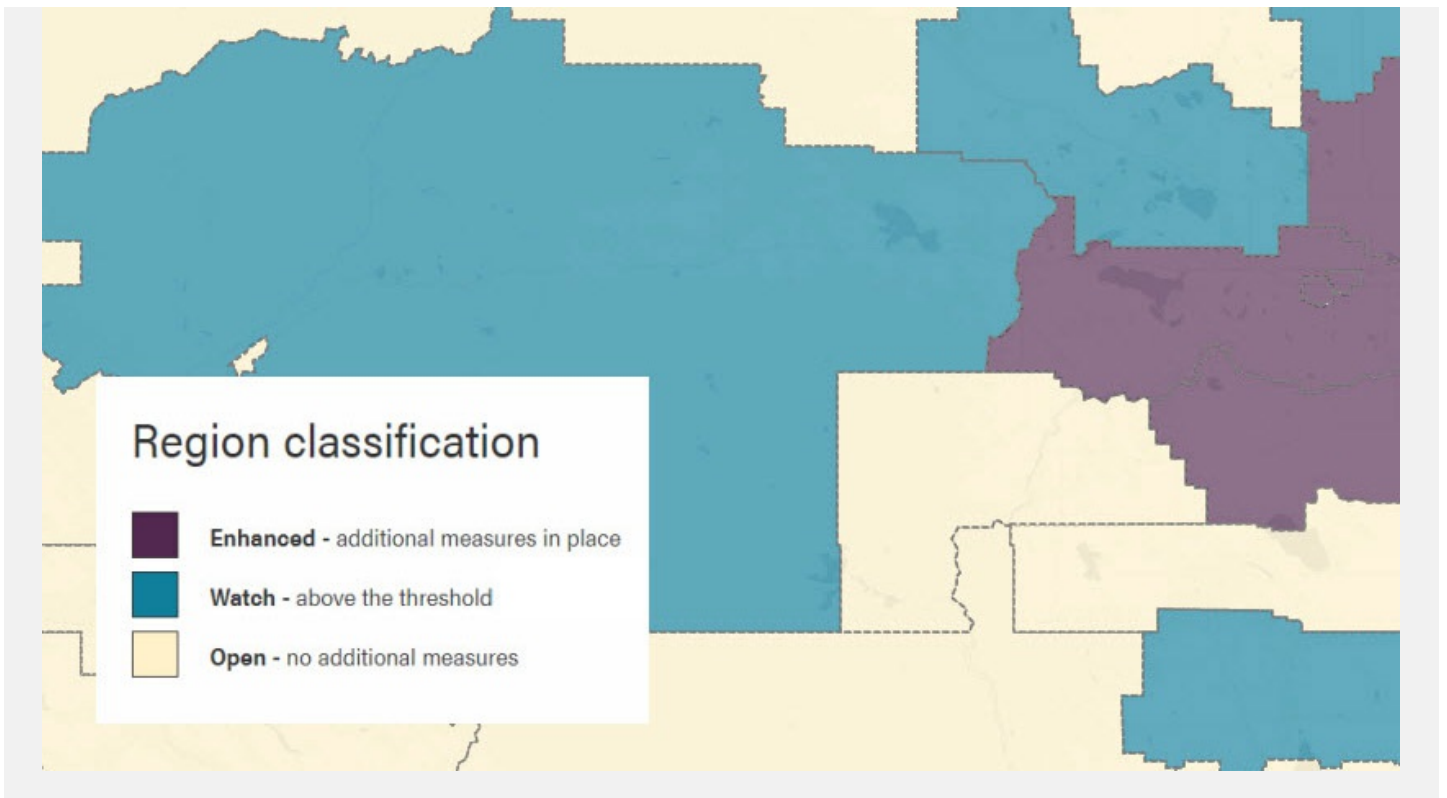 Region classification
Enhanced - additional measures in place
Watch - above the threshold
Open - no additional measures